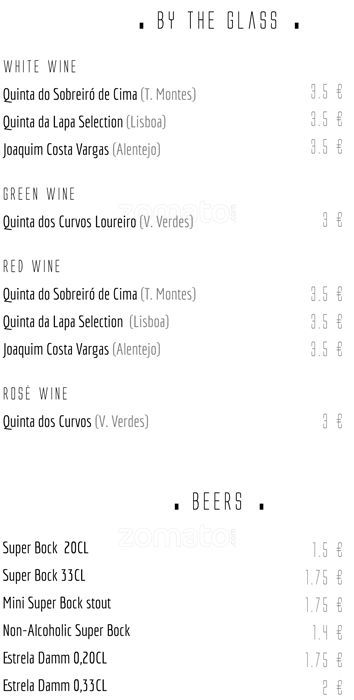 . BY THE GLASS .
WHITE WINE
Quinta do Sobreiró de Cima (T. Montes) 3.5 €
Quinta da Lapa Selection (Lisboa) 3.5 €
Joaquim Costa Vargas (Alentejo) 3.5 €
GREEN WINE
zomato
Quinta dos Curvos Loureiro (V. Verdes) 3 €
RED WINE
Quinta do Sobreiró de Cima (T. Montes) 3.5 €
Quinta da Lapa Selection (Lisboa) 3.5 €
Joaquim Costa Vargas (Alentejo) 3.5 €
ROSÉ WINE
Quinta dos Curvos (V. Verdes) 3 €
. BEERS .
zomato
Super Bock 20CL 1.5 €
Super Bock 33CL 1.75 €
Mini Super Bock stout 1.75 €
Non-Alcoholic Super Bock 1.4 €
Estrela Damm 0,20CL 1.75 €
Estrela Damm 0,33CL 2 €